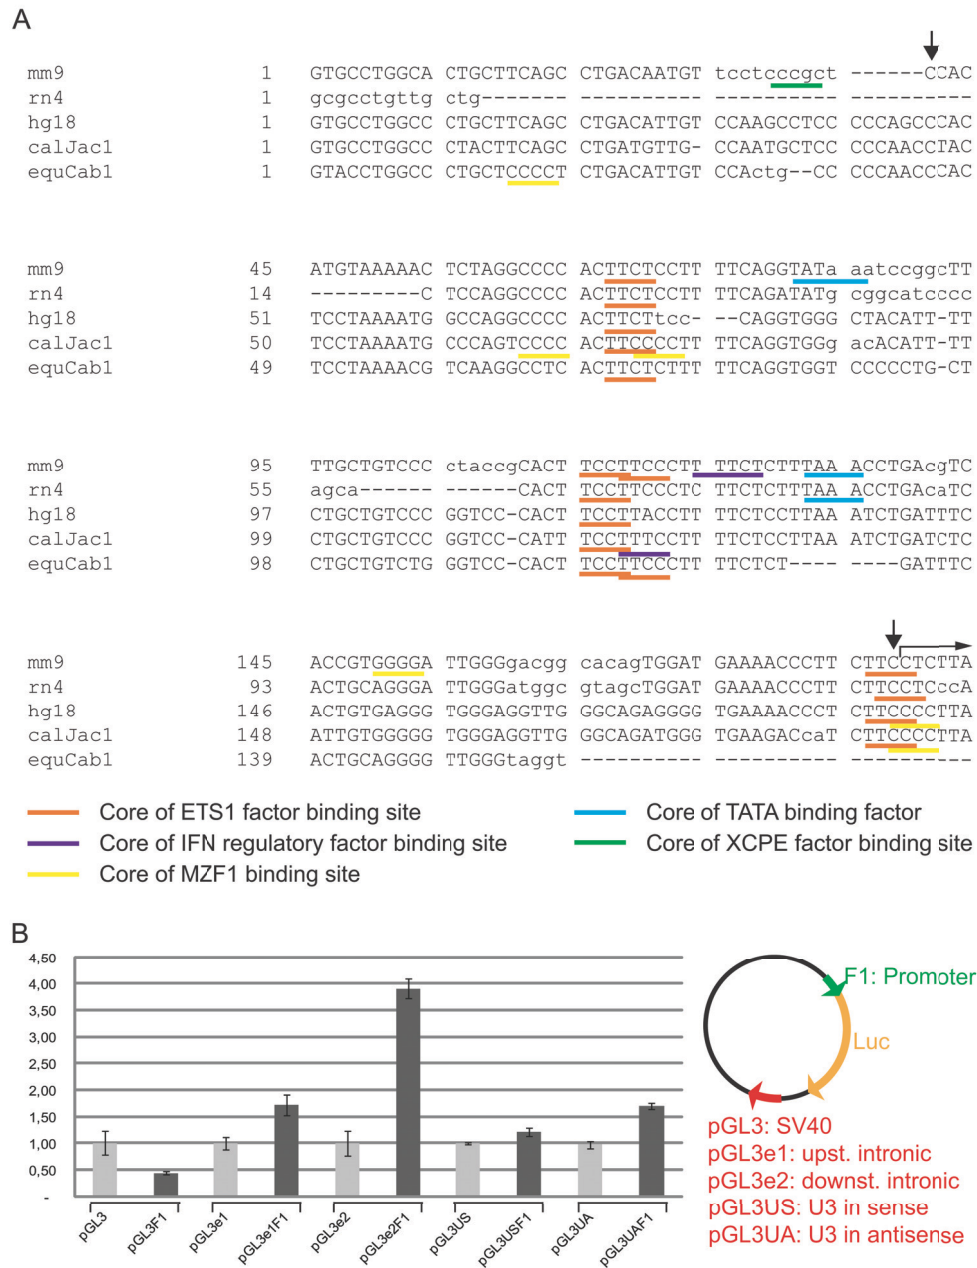 A
mm9 1 GTGCCTGGCA CTGCTTCAGC CTGACAATGT tcctccccgct -------CCAC
rn4 1 gcgcctgttg ctg------- ---------- ---------- ----------
hg18 1 GTGCCTGGCC CTGCTTCAGC CTGACATTGT CCAAGCCTCC CCCAGCCCAC
calJac1 1 GTGCCTGGCC CTACTTCAGC CTGATGTTG- CCAATGCTCC CCCAACCTAC
equCab1 1 GTACCTGGCC CTGCTCCCCT CTGACATTGT CCActg--CC CCCAACCCAC
mm9 45 ATGTAAAAAC TCTAGGCCCC ACTTCTCCTT TTCAGGTATa aatccggcTT
rn4 14 ---------C TCCAGGCCCC ACTTCTCCTT TTCAGATATg cggcatcccc
hg18 51 TCCTAAAATG GCCAGGCCCC ACTTCTtcc- --CAGGTGGG CTACATT-TT
calJac1 50 TCCTAAAATG CCCAGTCCCC ACTTCCCCTT TTCAGGTGGg acACATT-TT
equCab1 49 TCCTAAAACG TCAAGGCCTC ACTTCTCTTT TTCAGGTGGT CCCCCTG-CT
mm9 95 TTGCTGTCCC ctaccgCACT TCCTTCCCTT TTCTCTTTAA ACCTGAcgTC
rn4 55 agca------ ------CACT TCCTTCCCTC TTCTCTTTAA ACCTGACaTC
hg18 97 CTGCTGTCCC GGTCC-CACT TCCTTACCTT TTCTCCTTAA ATCTGATTTC
calJac1 99 CTGCTGTCCC GGTCC-CATT TCCTTTCCTT TTCTCCTTAA ATCTGATCTC
equCab1 98 CTGCTGTCTG GGTCC-CACT TCCTTCCCTT TTCTCT---- ----GATTTC
mm9 145 ACCGTGGGGA TTGGGgacgg cacagTGGAT GAAAACCCTTC CTTCCTCTTA
rn4 93 ACTGCAGGGA TTGGGatggc gtagcTGGAT GAAAACCCTTC TTCCTCccA
hg18 146 ACTGTGAGGG TGGGAGGTTG GGCAGAGGGG TGAAAACCCTC TTCCCCTTA
calJac1 148 ATTGTGGGGG TGGGAGGTTG GGCAGATGGG TGAAGACCatC TTCCCCTTA
equCab1 139 ACTGCAGGGG TTGGGtaggt ---------- ---------- ----------
Core of ETS1 factor binding site
Core of TATA binding factor
Core of IFN regulatory factor binding site
Core of XCPE factor binding site
Core of MZF1 binding site
B
4,50
4,00
3,50
3,00
2,50
2,00
1,50
1,00
0,50
-
pGL3
pGL3F1
pGL3e1
pGL3e1F1
pGL3e2
pGL3e2F1
pGL3US
pGL3USF1
pGL3UA
pGL3UAF1
F1: Promoter
Luc
pGL3: SV40
pGL3e1: upst. intronic
pGL3e2: downst. intronic
pGL3US: U3 in sense
pGL3UA: U3 in antisense